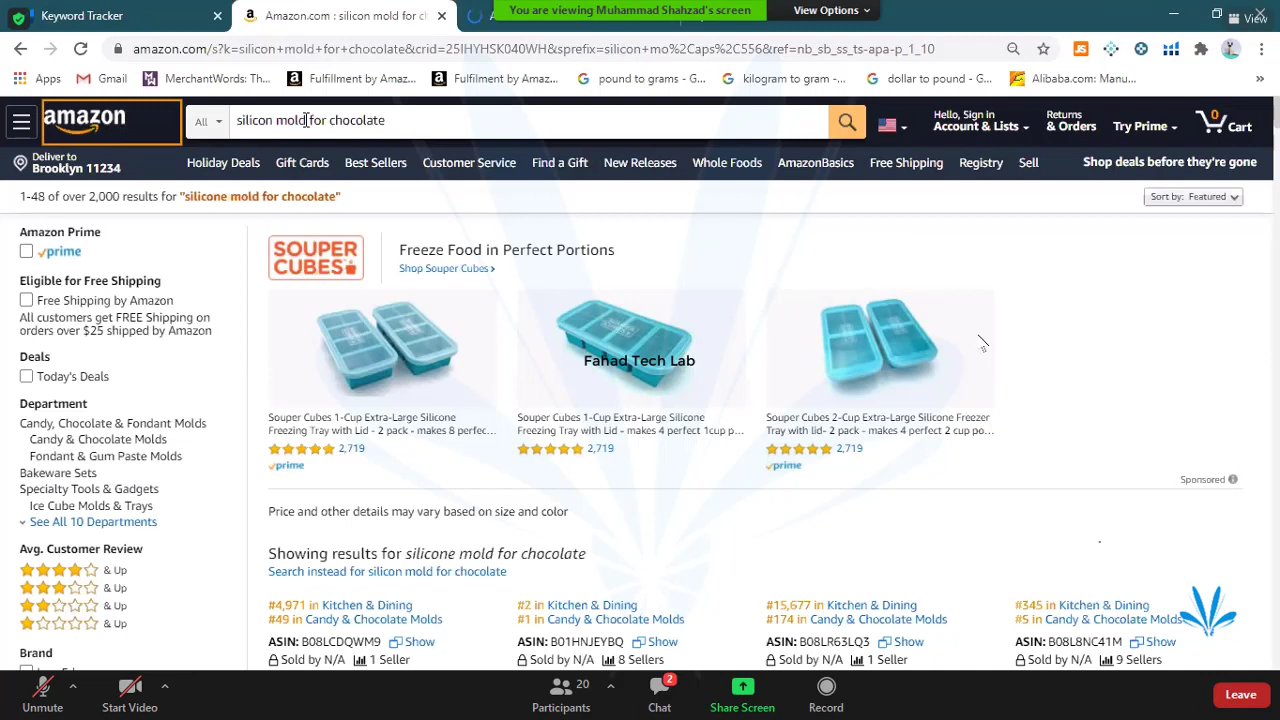 You are viewing Muhammad Shahzad's screen
View Options
View
Keyword Tracker
Amazon.com : silicon mold for ch
amazon.com/s?k=silicon+mold+for+chocolate&crid=25IHYHSK040WH&sprefix=silicon+mo%2Caps%2C556&ref=nb_sb_ss_ts-apa-p_1_10
Apps
Gmail
MerchantWords: Th...
Fulfillment by Amaz...
Fulfilment by Amaz...
pound to grams - G...
kilogram to gram -...
dollar to pound - G...
Alibaba.com: Manu...
amazon
All
silicon mold for chocolate
Hello, Sign in
Account & Lists
Returns
& Orders
Try Prime
0
Cart
Deliver to
Brooklyn 11234
Holiday Deals
Gift Cards
Best Sellers
Customer Service
Find a Gift
New Releases
Whole Foods
AmazonBasics
Free Shipping
Registry
Sell
Shop deals before they're gone
1-48 of over 2,000 results for "silicone mold for chocolate"
Sort by: Featured
Amazon Prime
prime
Eligible for Free Shipping
Free Shipping by Amazon
All customers get FREE Shipping on
orders over $25 shipped by Amazon
Deals
Today's Deals
Department
Candy, Chocolate & Fondant Molds
Candy & Chocolate Molds
Fondant & Gum Paste Molds
Bakeware Sets
Specialty Tools & Gadgets
Ice Cube Molds & Trays
See All 10 Departments
Avg. Customer Review
& Up
& Up
& Up
& Up
Brand
SOUPER
CUBES
Freeze Food in Perfect Portions
Shop Souper Cubes
Fahad Tech Lab
Souper Cubes 1-Cup Extra-Large Silicone
Freezing Tray with Lid - 2 pack - makes 8 perfec...
2,719
prime
Souper Cubes 1-Cup Extra-Large Silicone
Freezing Tray with Lid - makes 4 perfect 1cup p...
2,719
Souper Cubes 2-Cup Extra-Large Silicone Freezer
Tray with lid- 2 pack - makes 4 perfect 2 cup po...
2,719
prime
Sponsored
Price and other details may vary based on size and color
Showing results for silicone mold for chocolate
Search instead for silicon mold for chocolate
#4,971 in Kitchen & Dining
#49 in Candy & Chocolate Molds
ASIN: B08LCDQWM9 Show
Sold by N/A 1 Seller
#2 in Kitchen & Dining
#1 in Candy & Chocolate Molds
ASIN: B01HNJEYBQ Show
Sold by N/A 8 Sellers
#15,677 in Kitchen & Dining
#174 in Candy & Chocolate Molds
ASIN: B08LR63LQ3 Show
Sold by N/A 1 Seller
#345 in Kitchen & Dining
#5 in Candy & Chocolate Molds
ASIN: B08L8NC41M Show
Sold by N/A 9 Sellers
Unmute
Start Video
20
Participants
2
Chat
Share Screen
Record
Leave